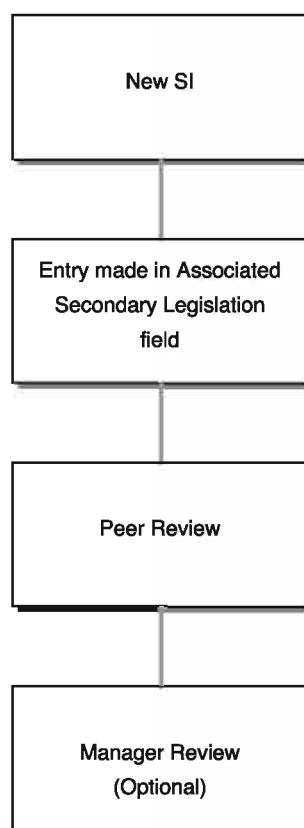 New SI
Entry made in Associated
Secondary Legislation
field
Peer Review
Manager Review
(Optional)